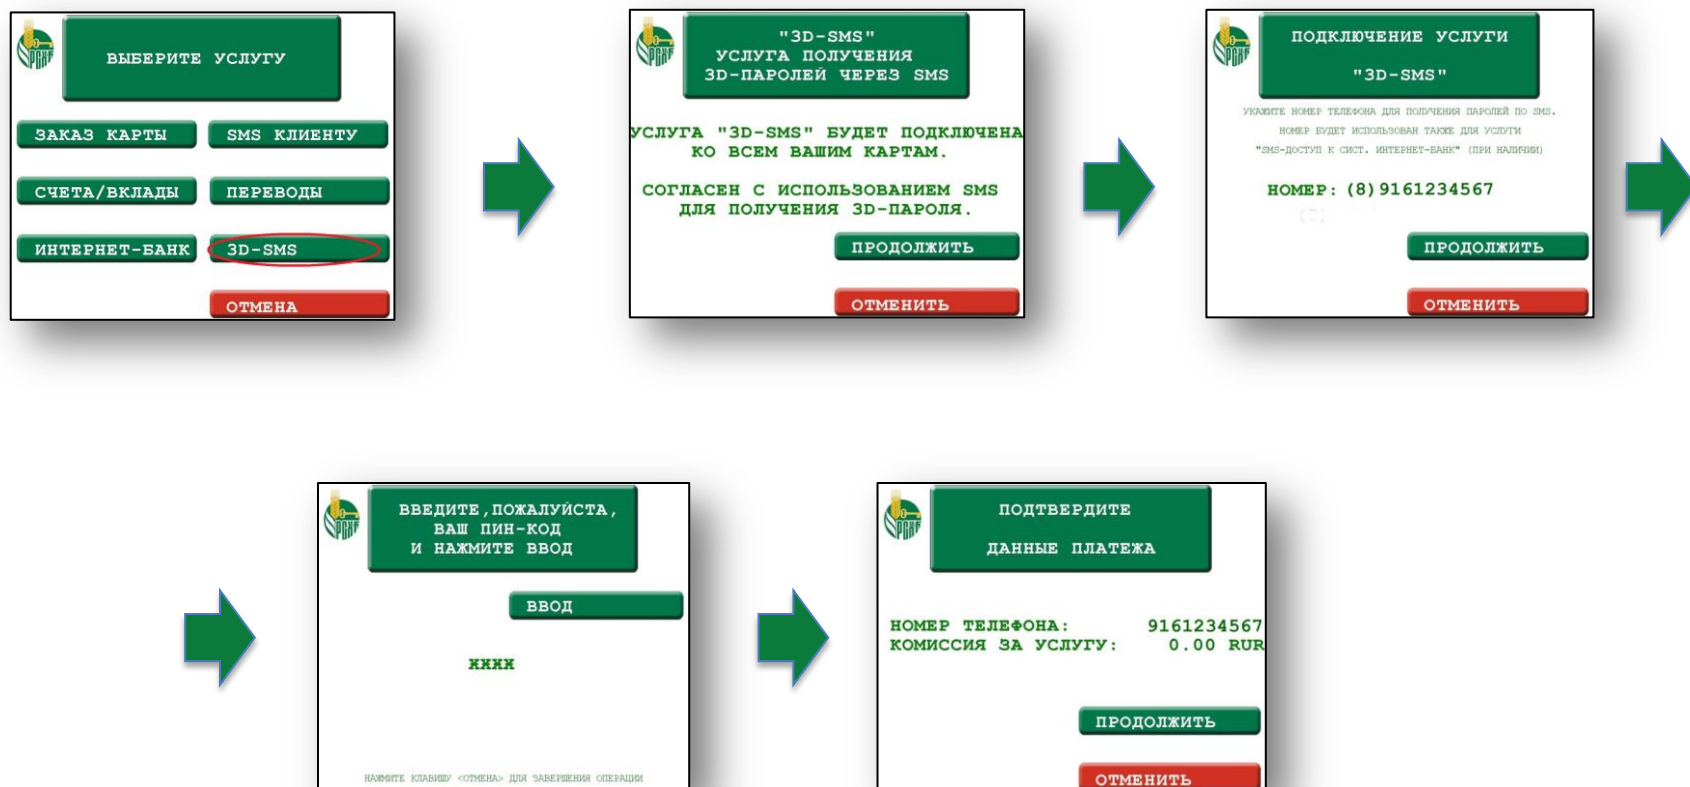 РСХБ
ВЫБЕРИТЕ УСЛУГУ
ЗАКАЗ КАРТЫ
SMS КЛИЕНТУ
СЧЕТА/ВКЛАДЫ
ПЕРЕВОДЫ
ИНТЕРНЕТ-БАНК
3D-SMS
ОТМЕНА
РСХБ
"3D-SMS"
УСЛУГА ПОЛУЧЕНИЯ
3D-ПАРОЛЕЙ ЧЕРЕЗ SMS
УСЛУГА "3D-SMS" БУДЕТ ПОДКЛЮЧЕНА
КО ВСЕМ ВАШИМ КАРТАМ.
СОГЛАСЕН С ИСПОЛЬЗОВАНИЕМ SMS
ДЛЯ ПОЛУЧЕНИЯ 3D-ПАРОЛЯ.
ПРОДОЛЖИТЬ
ОТМЕНИТЬ
РСХБ
ПОДКЛЮЧЕНИЕ УСЛУГИ
"3D-SMS"
УКАЖИТЕ НОМЕР ТЕЛЕФОНА ДЛЯ ПОЛУЧЕНИЯ ПАРОЛЕЙ ПО SMS.
НОМЕР БУДЕТ ИСПОЛЬЗОВАН ТАКЖЕ ДЛЯ УСЛУГИ
"SMS-ДОСТУП К СИСТ. ИНТЕРНЕТ-БАНК" (ПРИ НАЛИЧИИ)
НОМЕР: (8)9161234567
ПРОДОЛЖИТЬ
ОТМЕНИТЬ
РСХБ
ВВЕДИТЕ,ПОЖАЛУЙСТА,
ВАШ ПИН-КОД
И НАЖМИТЕ ВВОД
ВВОД
XXXX
НАЖМИТЕ КЛАВИШУ <ОТМЕНА> ДЛЯ ЗАВЕРШЕНИЯ ОПЕРАЦИИ
РСХБ
ПОДТВЕРДИТЕ
ДАННЫЕ ПЛАТЕЖА
НОМЕР ТЕЛЕФОНА: 9161234567
КОМИССИЯ ЗА УСЛУГУ: 0.00 RUR
ПРОДОЛЖИТЬ
ОТМЕНИТЬ